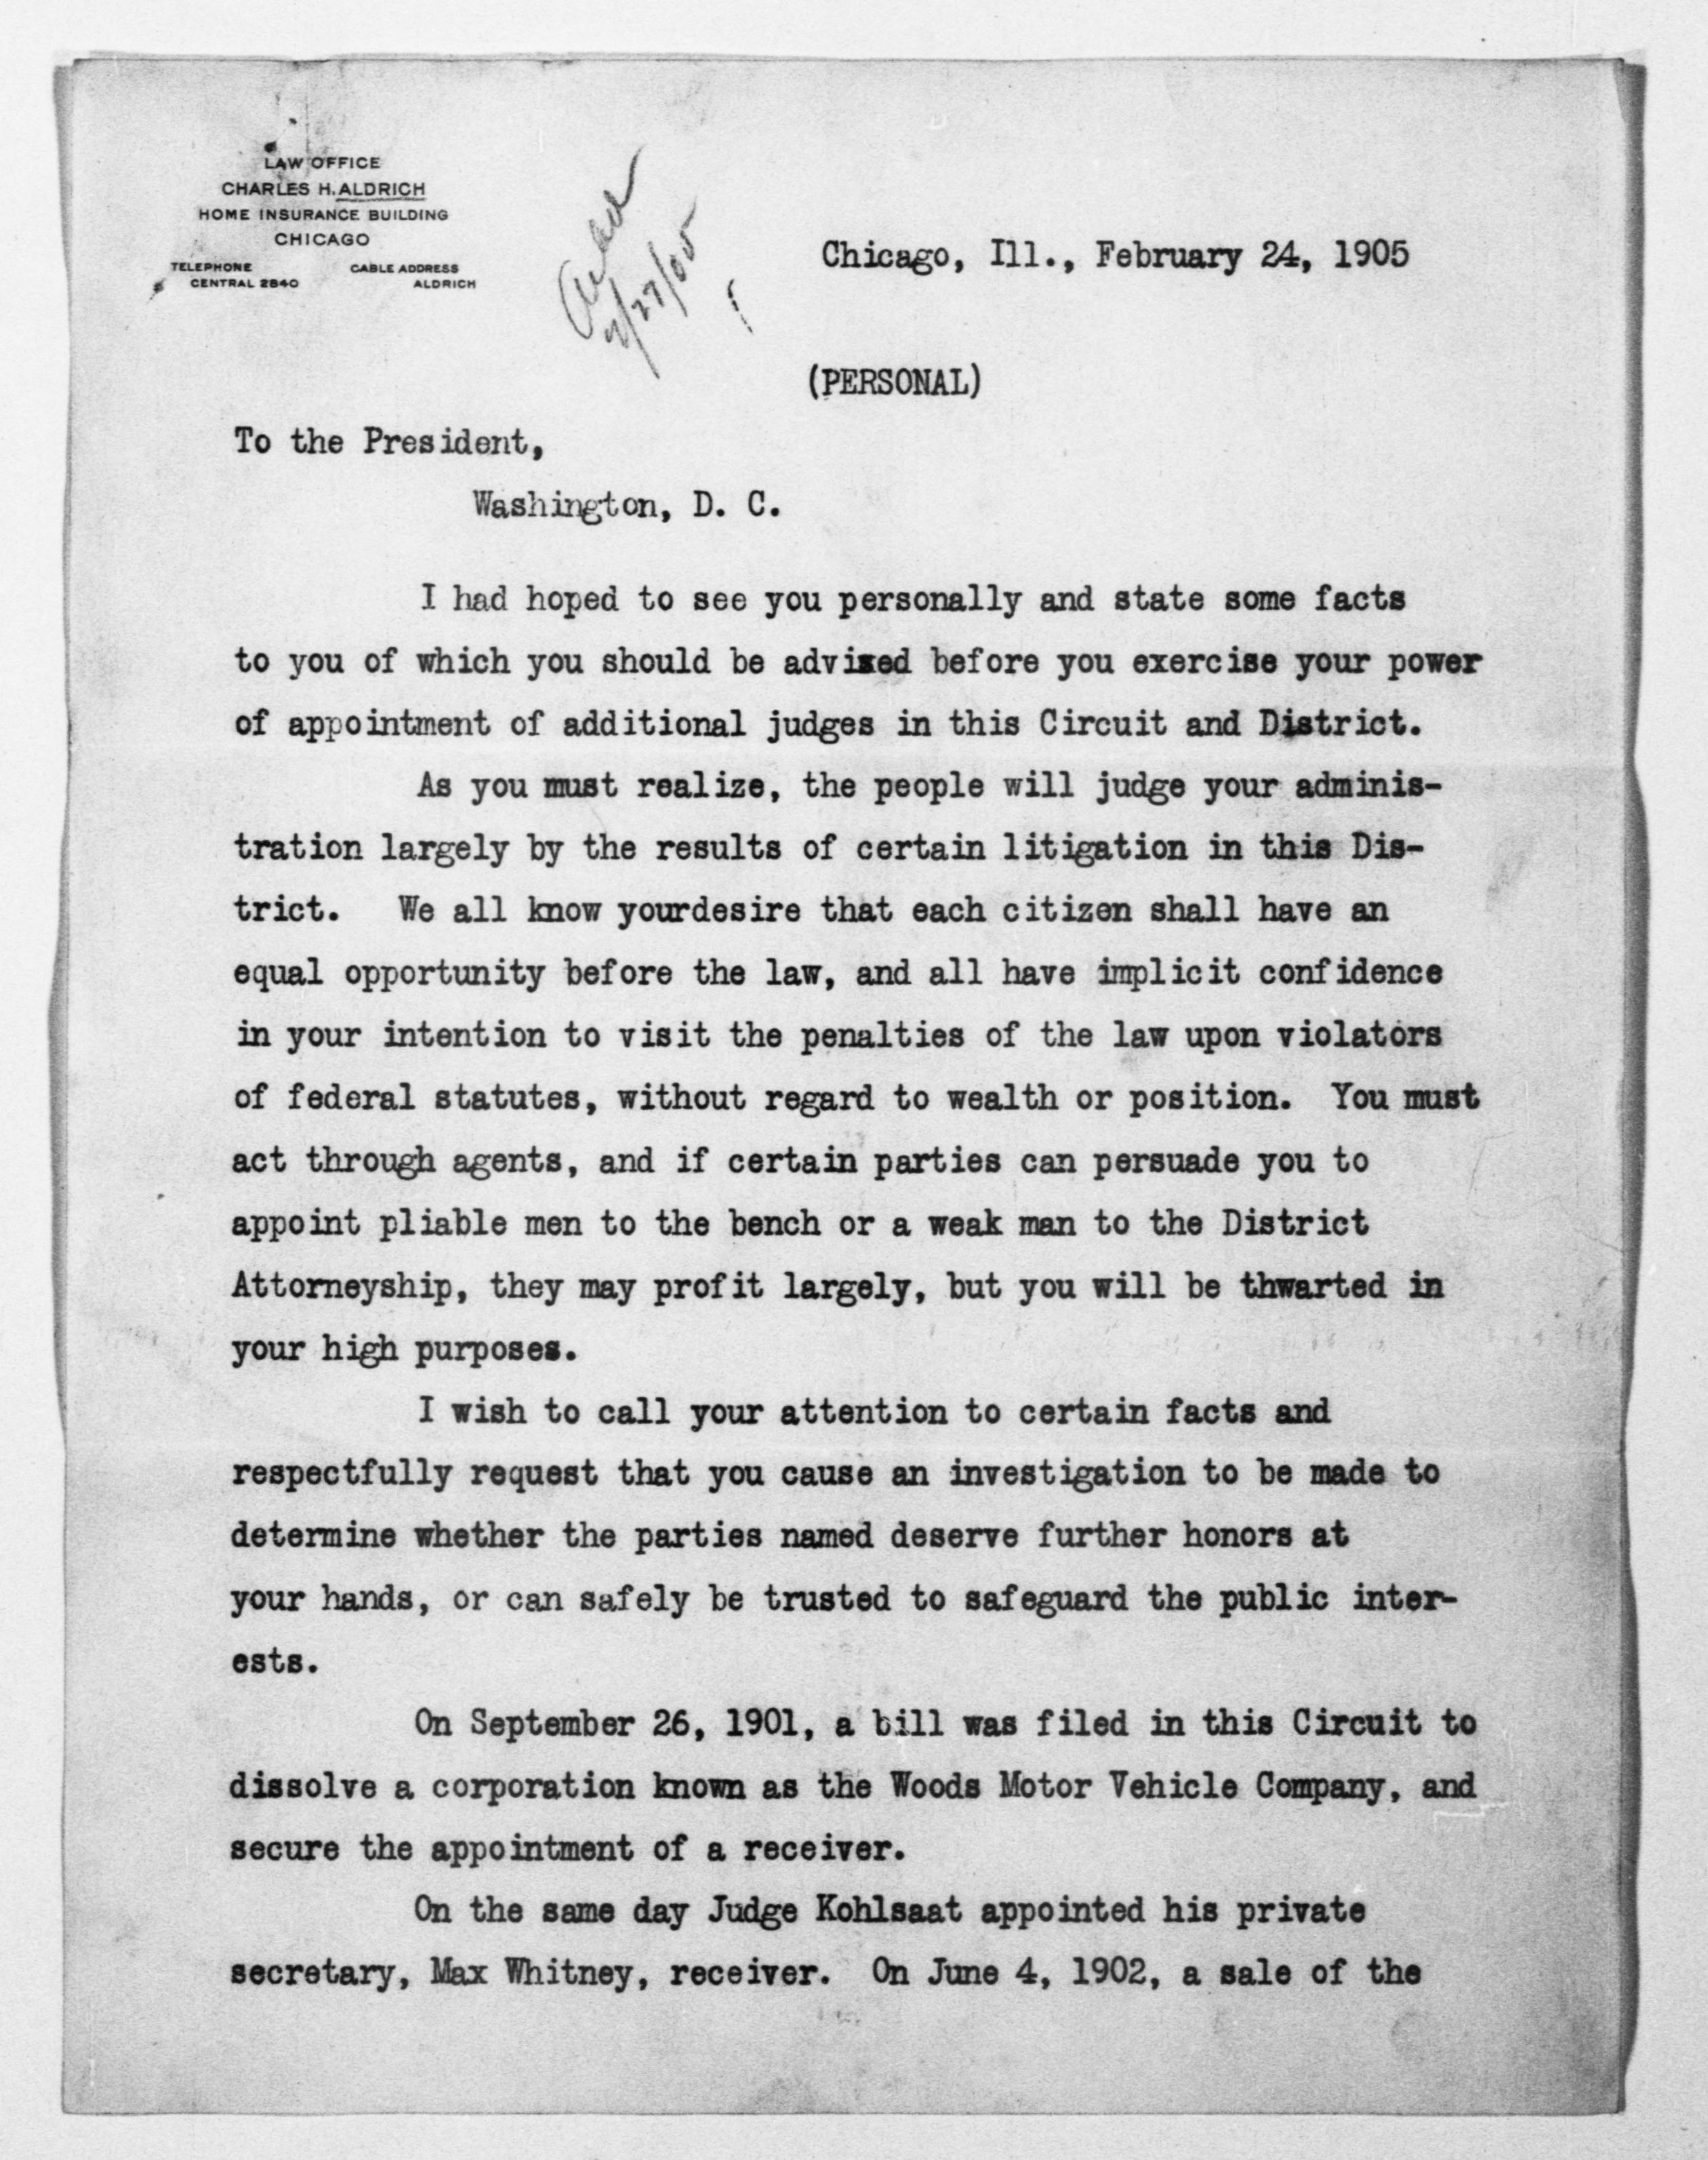 LAW OFFICE
CHARLES H. ALDRICH
HOME INSURANCE BUILDING
CHICAGO
TELEPHONE CENTRAL 2840
CABLE ADDRESS ALDRICH
Ackd
2/27/05
Chicago, Ill., February 24, 1905
(PERSONAL)
To the President,
Washington, D. C.
I had hoped to see you personally and state some facts
to you of which you should be advised before you exercise your power
of appointment of additional judges in this Circuit and District.
As you must realize, the people will judge your adminis-
tration largely by the results of certain litigation in this Dis-
trict. We all know yourdesire that each citizen shall have an
equal opportunity before the law, and all have implicit confidence
in your intention to visit the penalties of the law upon violators
of federal statutes, without regard to wealth or position. You must
act through agents, and if certain parties can persuade you to
appoint pliable men to the bench or a weak man to the District
Attorneyship, they may profit largely, but you will be thwarted in
your high purposes.
I wish to call your attention to certain facts and
respectfully request that you cause an investigation to be made to
determine whether the parties named deserve further honors at
your hands, or can safely be trusted to safeguard the public inter-
ests.
On September 26, 1901, a bill was filed in this Circuit to
dissolve a corporation known as the Woods Motor Vehicle Company, and
secure the appointment of a receiver.
On the same day Judge Kohlsaat appointed his private
secretary, Max Whitney, receiver. On June 4, 1902, a sale of the